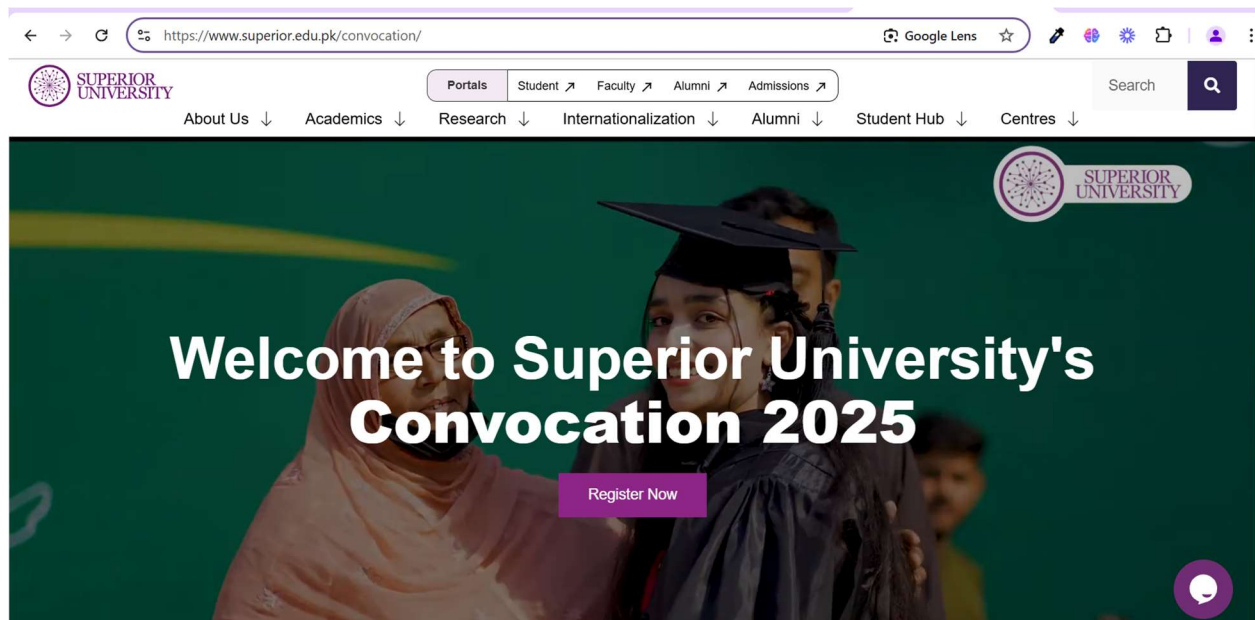 https://www.superior.edu.pk/convocation/
Google Lens
SUPERIOR
UNIVERSITY
Portals Student Faculty Alumni Admissions
Search
About Us Academics Research Internationalization Alumni Student Hub Centres
SUPERIOR
UNIVERSITY
Welcome to Superior University's
Convocation 2025
Register Now